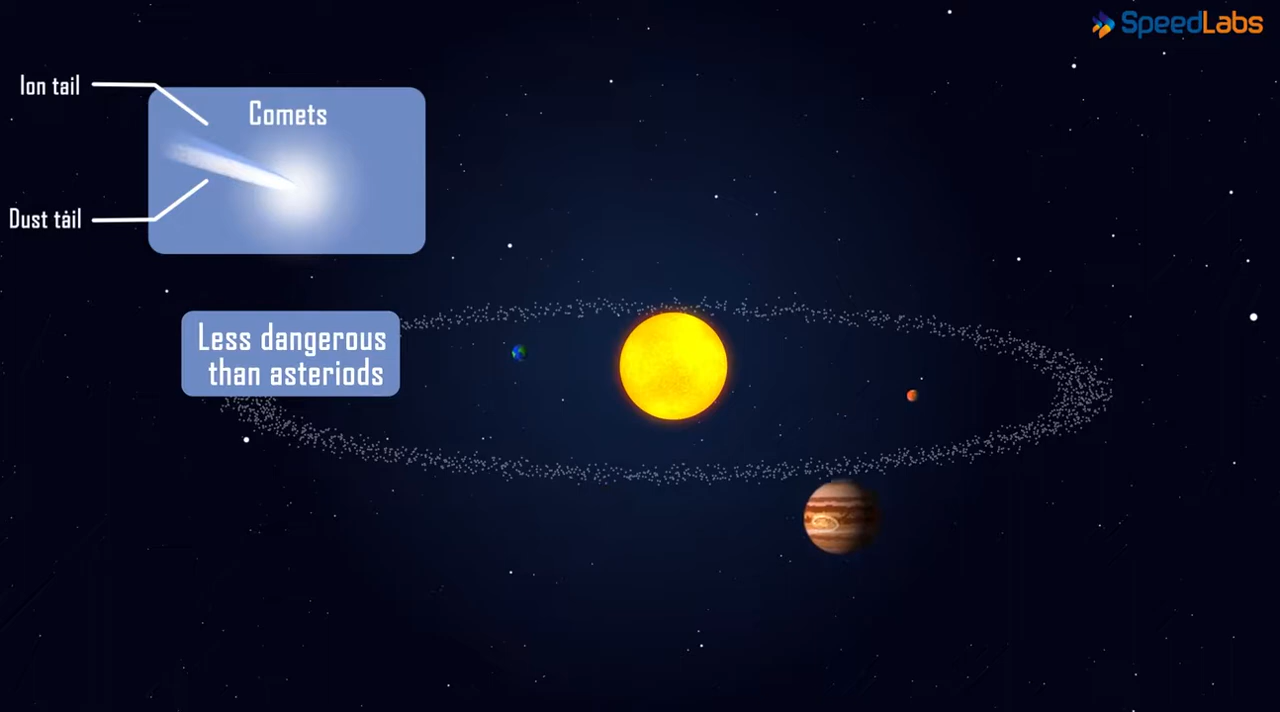 SpeedLabs
Ion tail
Comets
Dust tail
Less dangerous
than asteriods